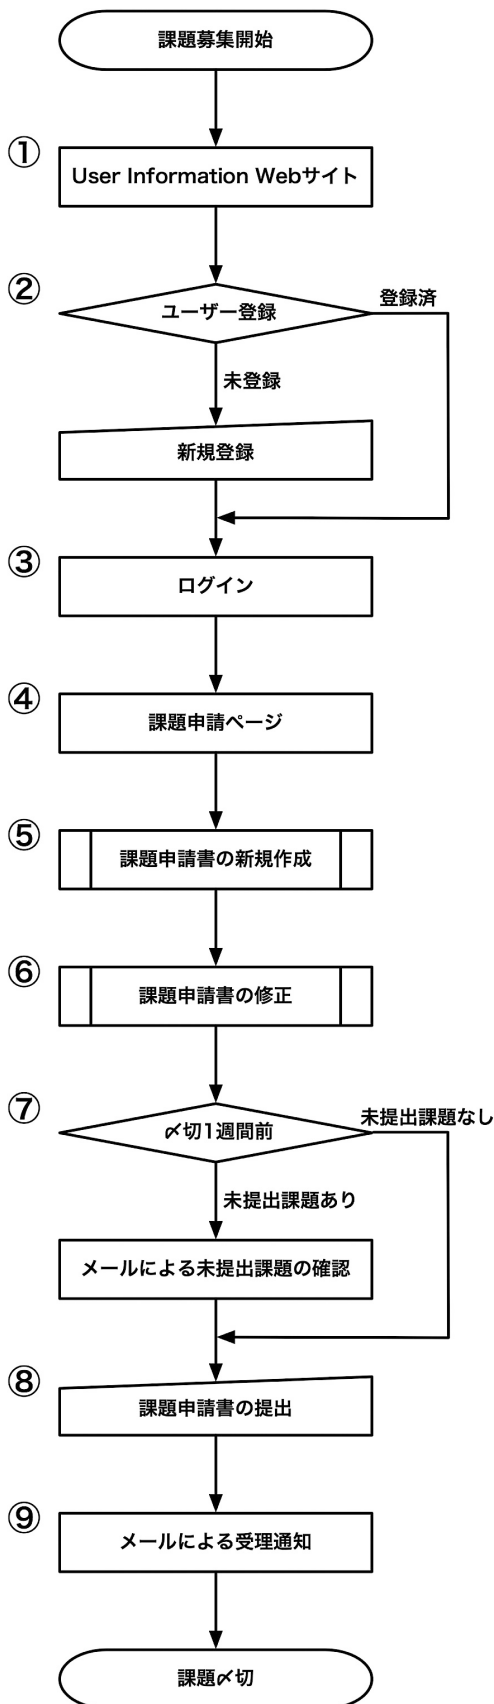 課題募集開始
①
User Information Webサイト
②
ユーザー登録
登録済
未登録
新規登録
③
ログイン
④
課題申請ページ
⑤
課題申請書の新規作成
⑥
課題申請書の修正
⑦
〆切1週間前
未提出課題なし
未提出課題あり
メールによる未提出課題の確認
⑧
課題申請書の提出
⑨
メールによる受理通知
課題〆切